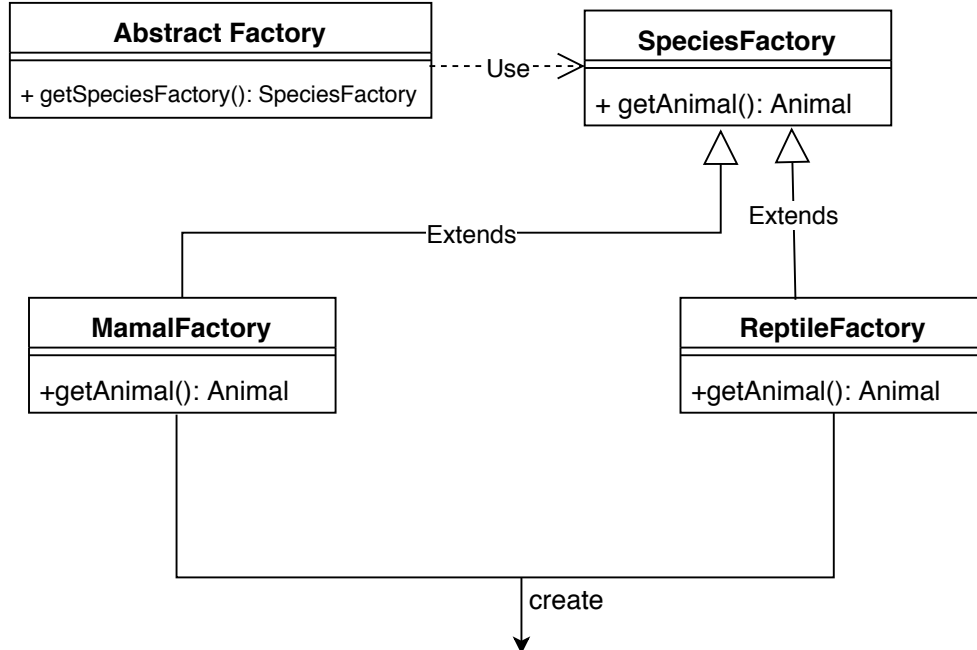 Abstract Factory
+ getSpeciesFactory(): SpeciesFactory
Use
SpeciesFactory
+ getAnimal(): Animal
Extends
Extends
MamalFactory
+getAnimal(): Animal
ReptileFactory
+getAnimal(): Animal
create